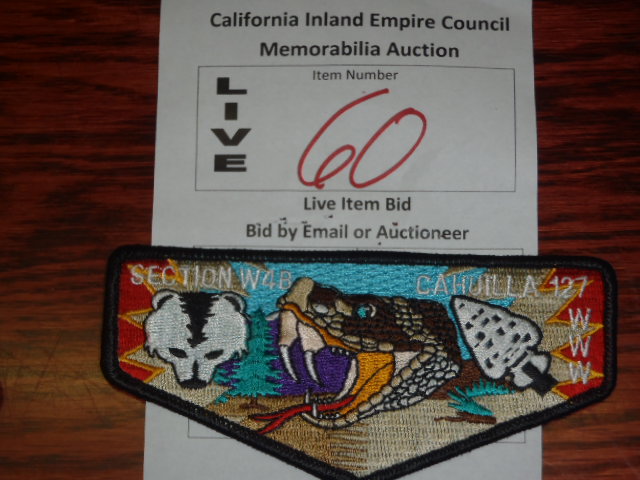 California Inland Empire Council
Memorabilia Auction
LIVE
Item Number
60
Live Item Bid
Bid by Email or Auctioneer
SECTION W4B
CAHUILLA 127
WWW